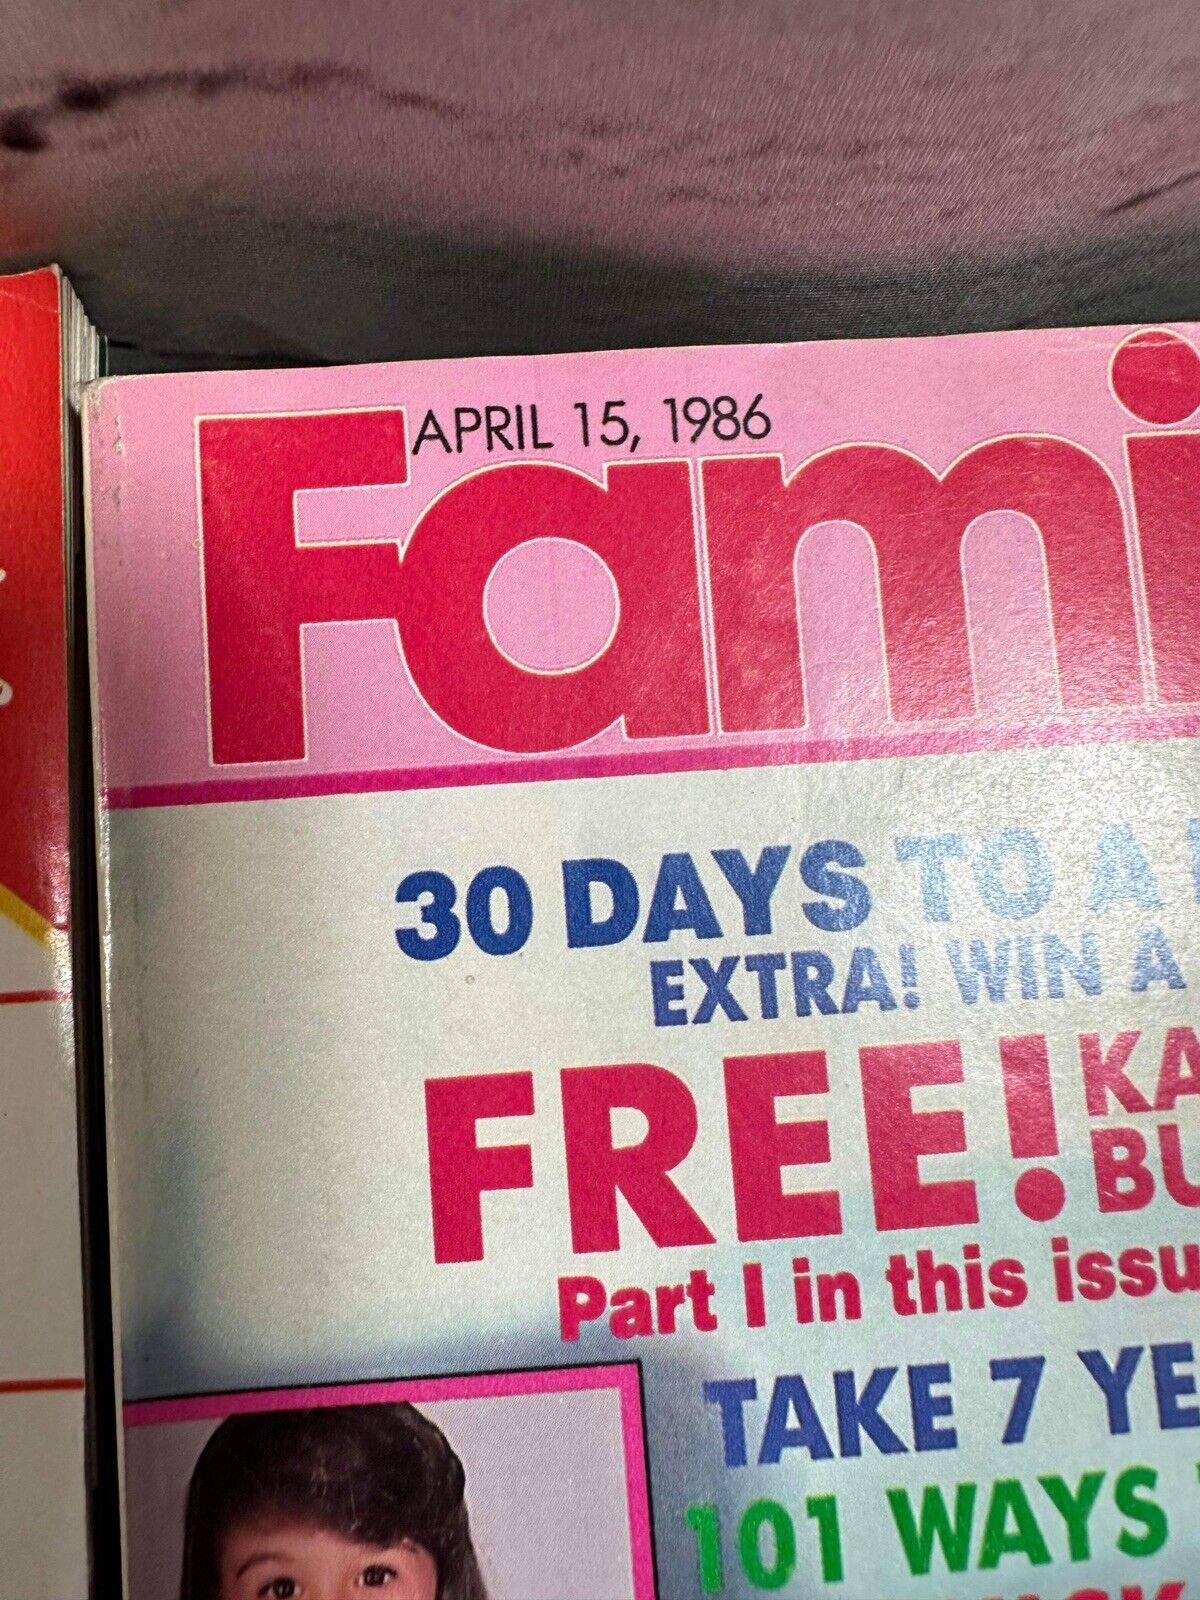 APRIL 15, 1986
Fami
30 DAYS TO A
EXTRA! WIN A
FREE! KA
BU
Part I in this issu
TAKE 7 YE
101 WAYS